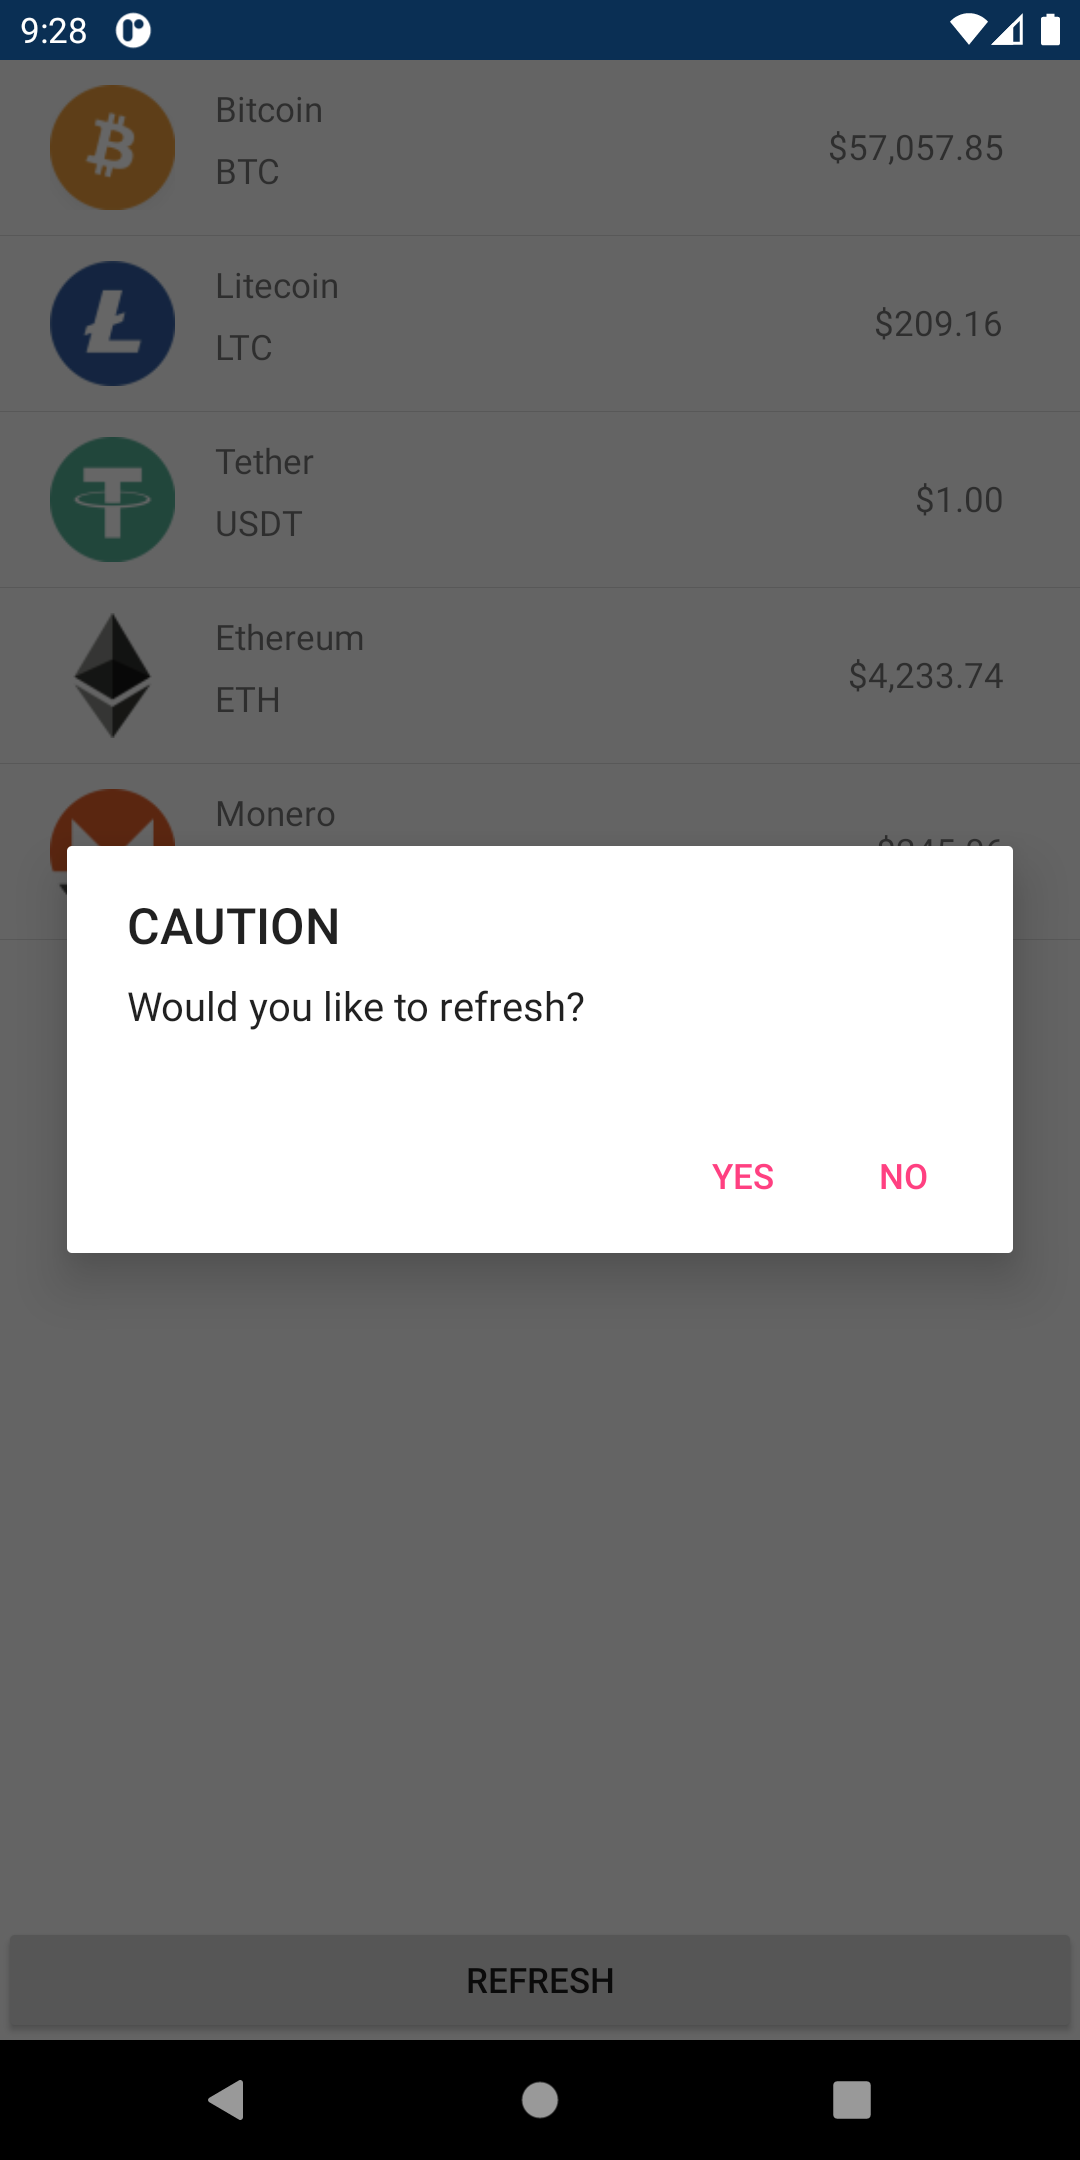 9:28
Bitcoin
BTC
$57,057.85
Litecoin
LTC
$209.16
Tether
USDT
$1.00
Ethereum
ETH
$4,233.74
Monero
CAUTION
Would you like to refresh?
YES
NO
REFRESH